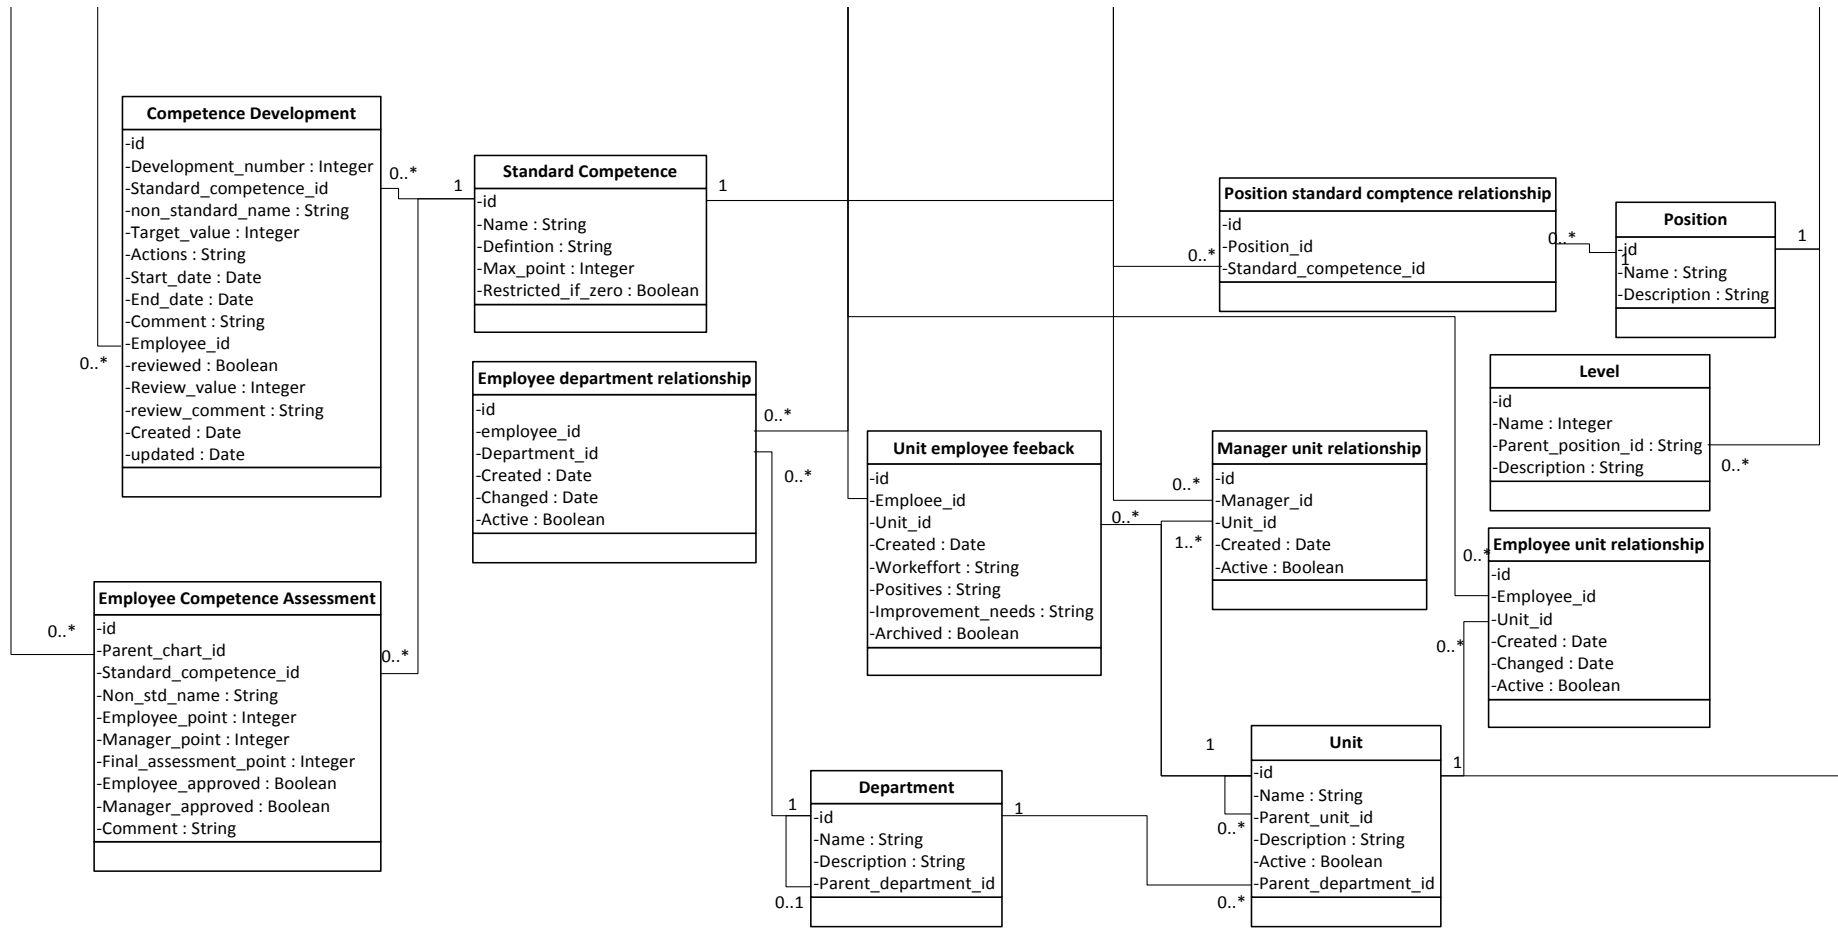 Competence Development
-id
-Development_number : Integer
-Standard_competence_id
-non_standard_name : String
-Target_value : Integer
-Actions : String
-Start_date : Date
-End_date : Date
-Comment : String
-Employee_id
-reviewed : Boolean
-Review_value : Integer
-review_comment : String
-Created : Date
-updated : Date
0..*
0..*
1
Standard Competence
-id
-Name : String
-Defintion : String
-Max_point : Integer
-Restricted_if_zero : Boolean
1
Position standard comptence relationship
-id
-Position_id
-Standard_competence_id
0..*
0..*
1
Position
-id
-Name : String
-Description : String
1
Level
-id
-Name : Integer
-Parent_position_id : String
-Description : String
0..*
Employee department relationship
-id
-employee_id
-Department_id
-Created : Date
-Changed : Date
-Active : Boolean
0..*
0..*
Unit employee feeback
-id
-Emploee_id
-Unit_id
-Created : Date
-Workeffort : String
-Positives : String
-Improvement_needs : String
-Archived : Boolean
0..*
Manager unit relationship
-id
-Manager_id
-Unit_id
-Created : Date
-Active : Boolean
0..*
1..*
Employee unit relationship
-id
-Employee_id
-Unit_id
-Created : Date
-Changed : Date
-Active : Boolean
0..*
0..*
Employee Competence Assessment
-id
-Parent_chart_id
-Standard_competence_id
-Non_std_name : String
-Employee_point : Integer
-Manager_point : Integer
-Final_assessment_point : Integer
-Employee_approved : Boolean
-Manager_approved : Boolean
-Comment : String
0..*
0..*
Department
-id
-Name : String
-Description : String
-Parent_department_id
1
0..1
1
Unit
-id
-Name : String
-Parent_unit_id
-Description : String
-Active : Boolean
-Parent_department_id
1
0..*
0..*
1